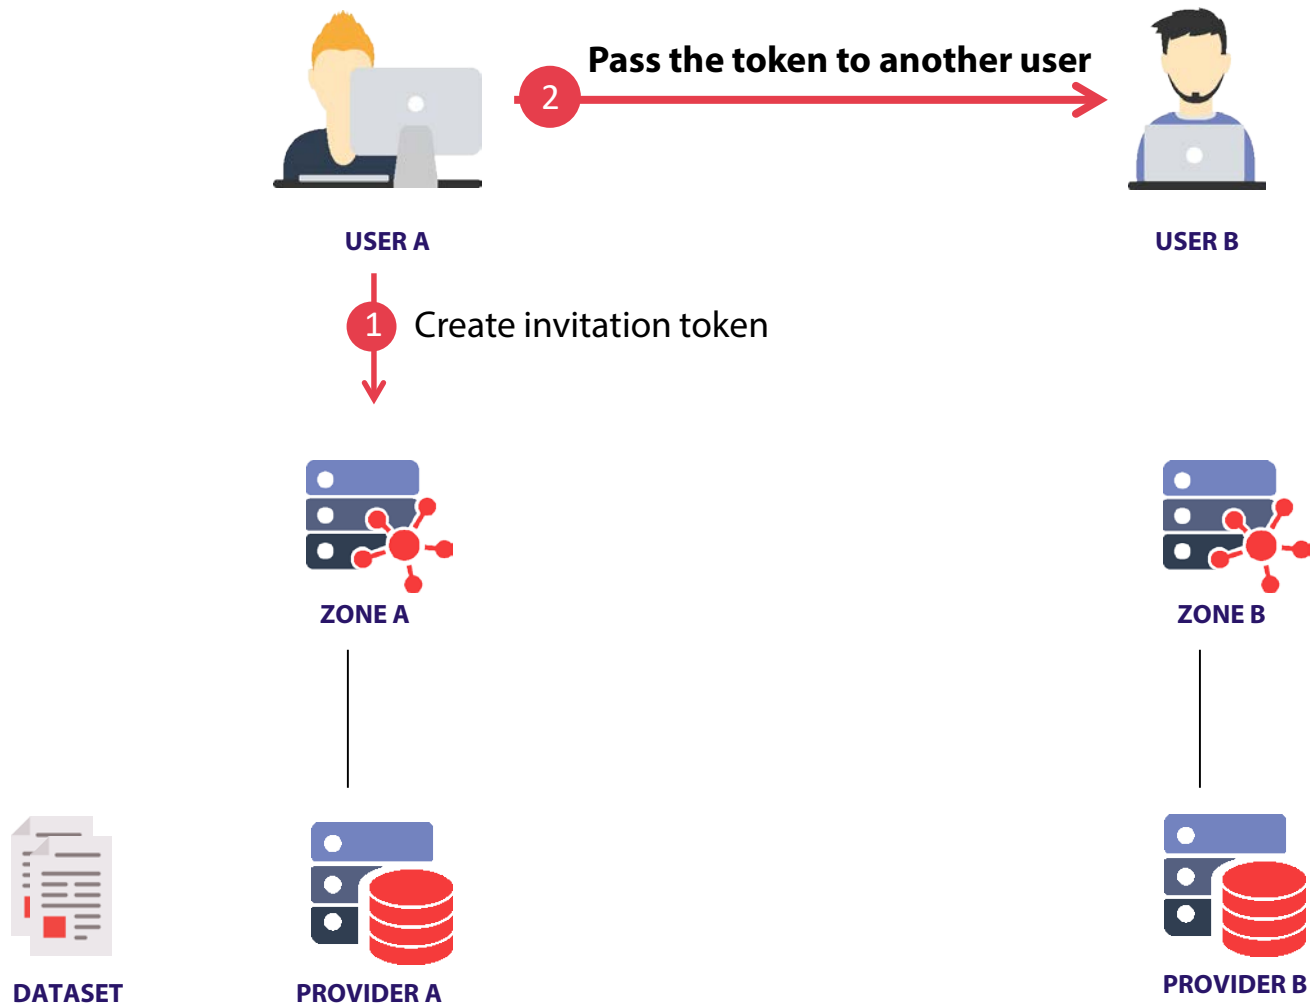 Pass the token to another user
2
USER A
USER B
1 Create invitation token
ZONE A
ZONE B
DATASET
PROVIDER A
PROVIDER B